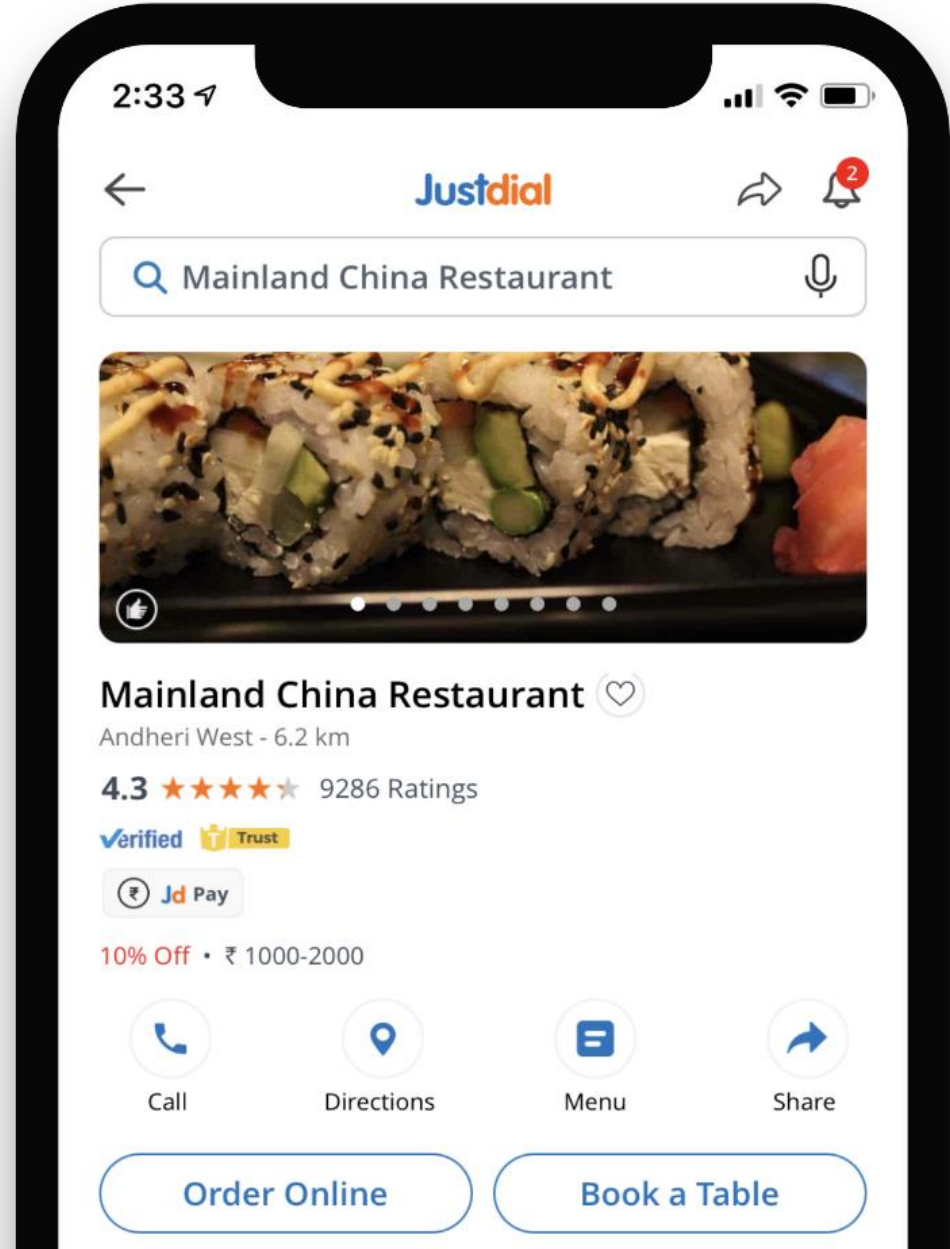 2:33
Justdial
2
Mainland China Restaurant
Mainland China Restaurant
Andheri West - 6.2 km
4.3 9286 Ratings
Verified T Trust
₹ Jd Pay
10% Off • ₹ 1000-2000
Call Directions Menu Share
Order Online Book a Table